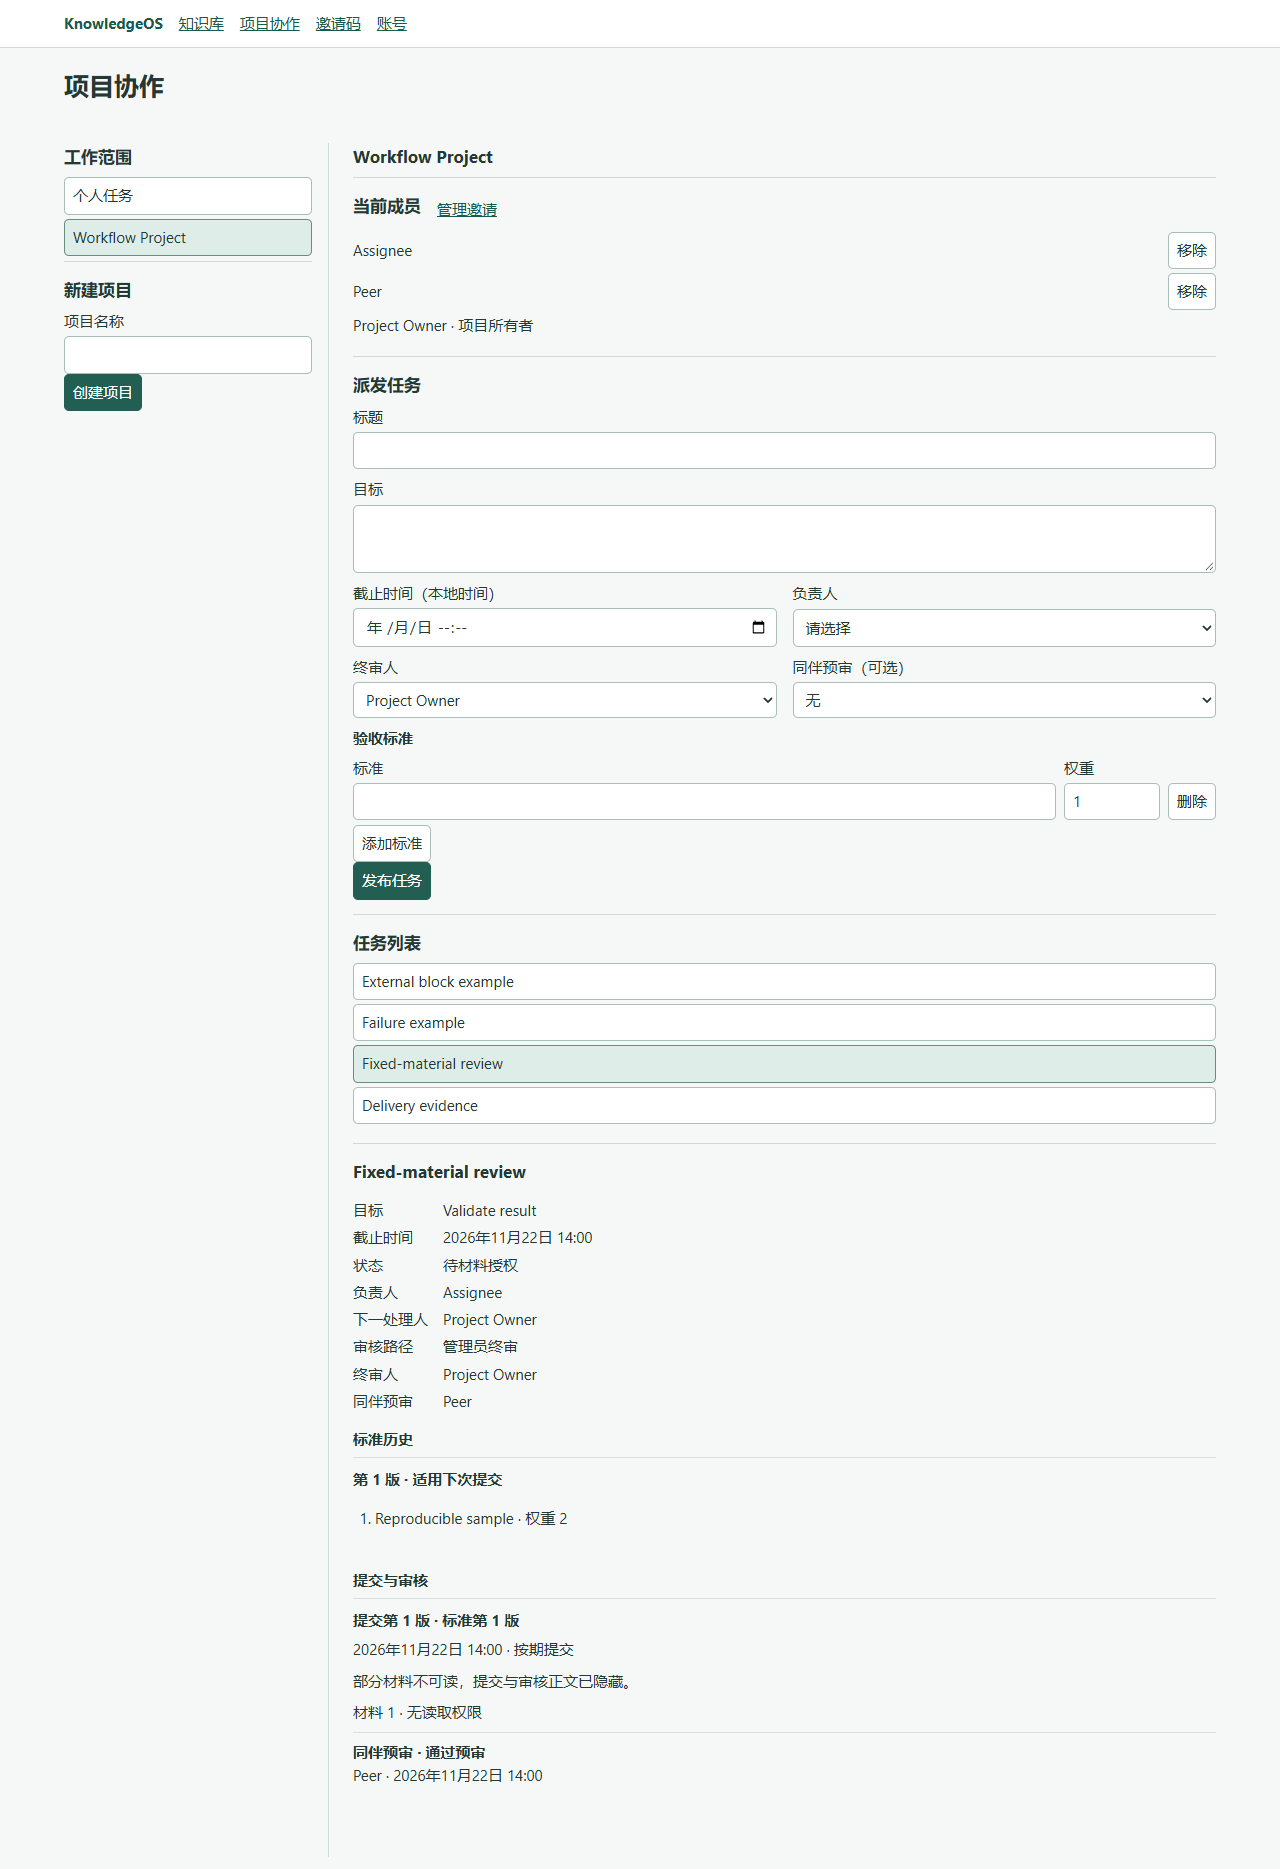 KnowledgeOS 知识库 项目协作 邀请码 账号
项目协作
工作范围
个人任务
Workflow Project
新建项目
项目名称
创建项目
Workflow Project
当前成员 管理邀请
Assignee 移除
Peer 移除
Project Owner · 项目所有者
派发任务
标题
目标
截止时间（本地时间） 负责人
年 /月/日 --:-- 请选择
终审人 同伴预审（可选）
Project Owner 无
验收标准
标准 权重
1 删除
添加标准
发布任务
任务列表
External block example
Failure example
Fixed-material review
Delivery evidence
Fixed-material review
目标 Validate result
截止时间 2026年11月22日 14:00
状态 待材料授权
负责人 Assignee
下一处理人 Project Owner
审核路径 管理员终审
终审人 Project Owner
同伴预审 Peer
标准历史
第 1 版 · 适用下次提交
1. Reproducible sample · 权重 2
提交与审核
提交第 1 版 · 标准第 1 版
2026年11月22日 14:00 · 按期提交
部分材料不可读，提交与审核正文已隐藏。
材料 1 · 无读取权限
同伴预审 · 通过预审
Peer · 2026年11月22日 14:00